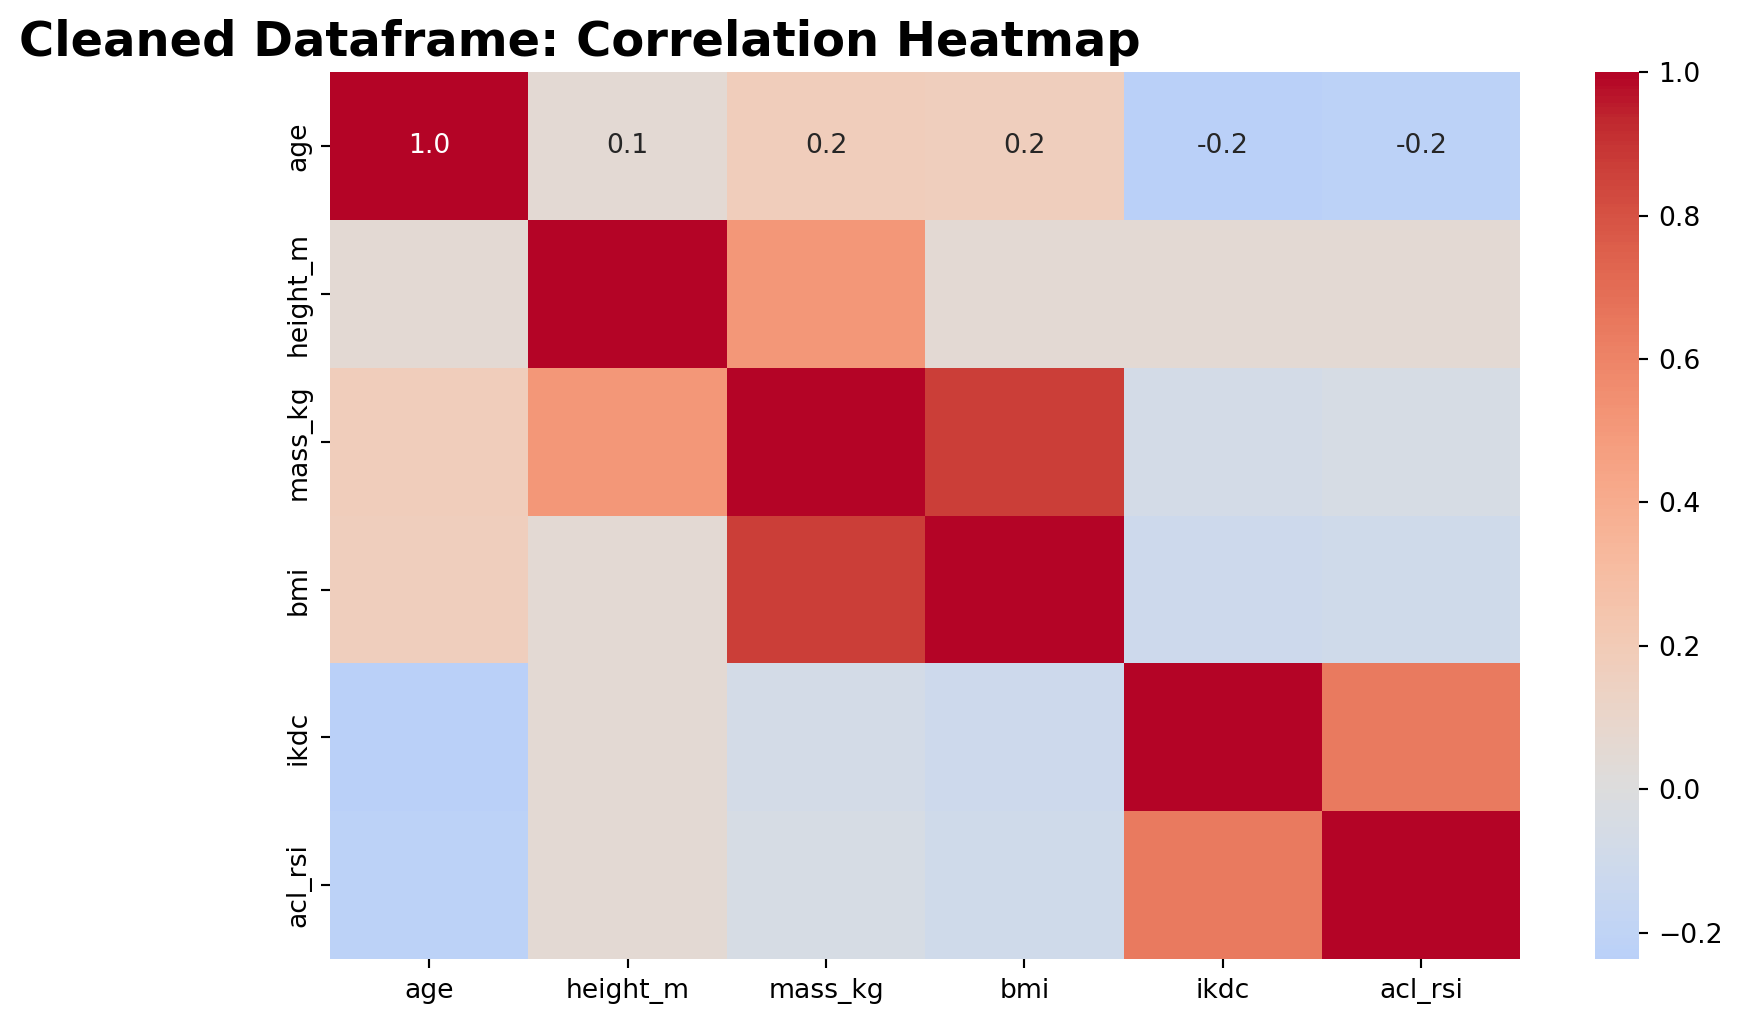 Cleaned Dataframe: Correlation Heatmap
age
1.0 0.1 0.2 0.2 -0.2 -0.2
height_m
mass_kg
bmi
ikdc
acl_rsi
age height_m mass_kg bmi ikdc acl_rsi
1.0
0.8
0.6
0.4
0.2
0.0
−0.2